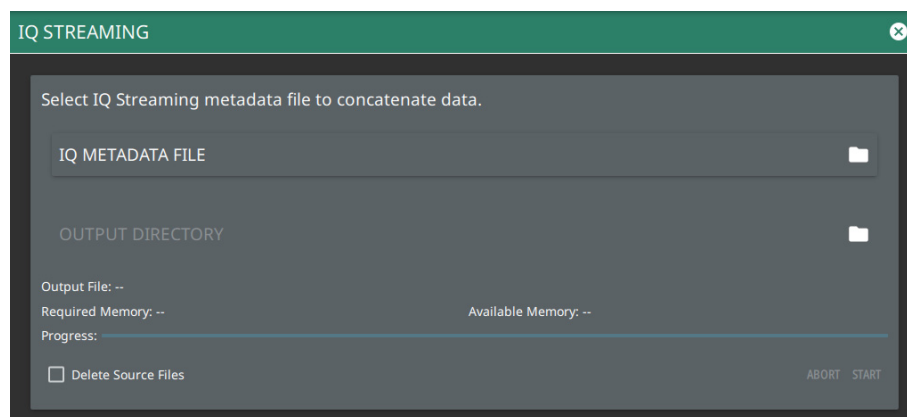 IQ STREAMING
Select IQ Streaming metadata file to concatenate data.
IQ METADATA FILE
OUTPUT DIRECTORY
Output File: --
Required Memory: -- Available Memory: --
Progress:
Delete Source Files ABORT START